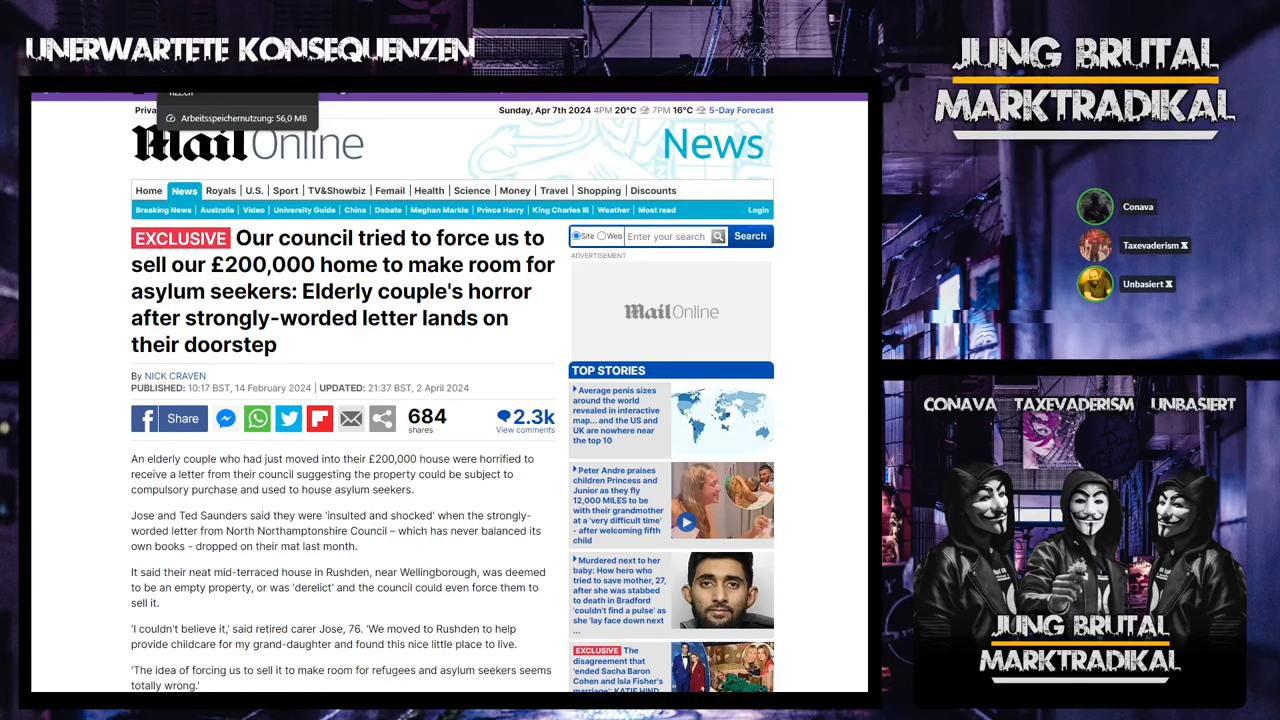 UNERWARTETE KONSEQUENZEN
JUNG BRUTAL
MARKTRADIKAL
Arbeitsspeichernutzung: 56,0 MB
Sunday, Apr 7th 2024 4PM 20°C 7PM 16°C 5-Day Forecast
Mail Online
News
Home News Royals U.S. Sport TV&Showbiz Femail Health Science Money Travel Shopping Discounts
Breaking News Australia Video University Guide China Debate Meghan Markle Prince Harry King Charles III Weather Most read Login
EXCLUSIVE Our council tried to force us to
sell our £200,000 home to make room for
asylum seekers: Elderly couple's horror
after strongly-worded letter lands on
their doorstep
By NICK CRAVEN
PUBLISHED: 10:17 BST, 14 February 2024 | UPDATED: 21:37 BST, 2 April 2024
Share
684
shares
2.3k
View comments
An elderly couple who had just moved into their £200,000 house were horrified to
receive a letter from their council suggesting the property could be subject to
compulsory purchase and used to house asylum seekers.
Jose and Ted Saunders said they were 'insulted and shocked' when the strongly-
worded letter from North Northamptonshire Council – which has never balanced its
own books - dropped on their mat last month.
It said their neat mid-terraced house in Rushden, near Wellingborough, was deemed
to be an empty property, or was 'derelict' and the council could even force them to
sell it.
'I couldn't believe it,' said retired carer Jose, 76. 'We moved to Rushden to help
provide childcare for my grand-daughter and found this nice little place to live.
'The idea of forcing us to sell it to make room for refugees and asylum seekers seems
totally wrong.'
Site Web Enter your search Search
ADVERTISEMENT
Mail Online
TOP STORIES
Average penis sizes
around the world
revealed in interactive
map... and the US and
UK are nowhere near
the top 10
Peter Andre praises
children Princess and
Junior as they fly
12,000 MILES to be
with their grandmother
at a 'very difficult time'
- after welcoming fifth
child
Murdered next to her
baby: How hero who
tried to save mother, 27,
after she was stabbed
to death in Bradford
'couldn't find a pulse' as
she 'lay face down next
...
EXCLUSIVE The
disagreement that
'ended Sacha Baron
Cohen and Isla Fisher's
marriage': KATIE HIND
Conava
Taxevaderism X
Unbasiert X
CONAVA TAXEVADERISM UNBASIERT
JUNG BRUTAL
MARKTRADIKAL